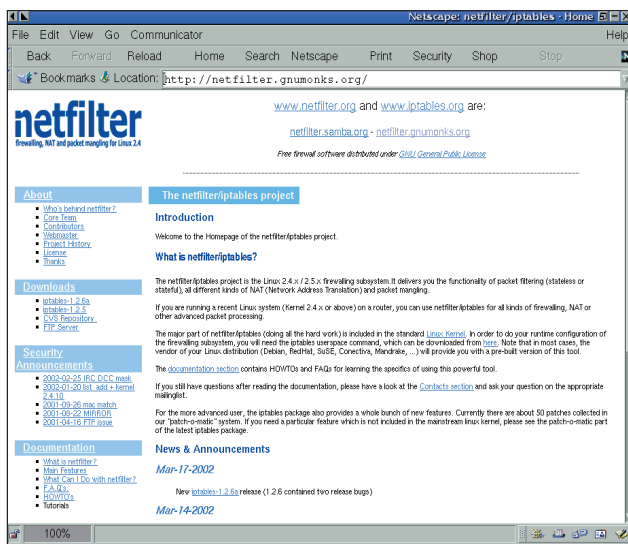 Netscape: netfilter/iptables - Home
File Edit View Go Communicator Help
Back Forward Reload Home Search Netscape Print Security Shop Stop
Bookmarks Location: http://netfilter.gnumonks.org/
netfilter
firewalling, NAT and packet mangling for Linux 2.4
www.netfilter.org and www.iptables.org are:
netfilter.samba.org - netfilter.gnumonks.org
Free firewall software distributed under GNU General Public License
About
Who's behind netfilter?
Core Team
Contributors
Webmaster
Project History
License
Thanks
Downloads
iptables-1.2.6a
iptables-1.2.5
CVS Repository
FTP Server
Security
Announcements
2002-02-25 IRC DCC mask
2002-01-20 list_add + kernel
2.4.10
2001-09-26 mac match
2001-08-22 MIRROR
2001-04-16 FTP issue
Documentation
What is netfilter?
Main Features
What Can I Do with netfilter?
F.A.Q's.
HOWTO's
Tutorials
The netfilter/iptables project
Introduction
Welcome to the Homepage of the netfilter/iptables project.
What is netfilter/iptables?
The netfilter/iptables project is the Linux 2.4.x / 2.5.x firewalling subsystem.It delivers you the functionality of packet filtering (stateless or
stateful), all different kinds of NAT (Network Address Translation) and packet mangling.
If you are running a recent Linux system (Kernel 2.4.x or above) on a router, you can use netfilter/iptables for all kinds of firewalling, NAT or
other advanced packet processing.
The major part of netfilter/iptables (doing all the hard work) is included in the standard Linux Kernel. In order to do your runtime configuration of
the firewalling subsystem, you will need the iptables userspace command, which can be downloaded from here. Note that in most cases, the
vendor of your Linux distribution (Debian, RedHat, SuSE, Conectiva, Mandrake, ...) will provide you with a pre-built version of this tool.
The documentation section contains HOWTOs and FAQs for learning the specifics of using this powerful tool.
If you still have questions after reading the documentation, please have a look at the Contacts section and ask your question on the appropriate
mailinglist.
For the more advanced user, the iptables package also provides a whole bunch of new features. Currently there are about 50 patches collected in
our "patch-o-matic" system. If you need a particular feature which is not included in the mainstream linux kernel, please see the patch-o-matic part
of the latest iptables package.
News & Announcements
Mar-17-2002
New iptables-1.2.6a release (1.2.6 contained two release bugs)
Mar-14-2002
100%